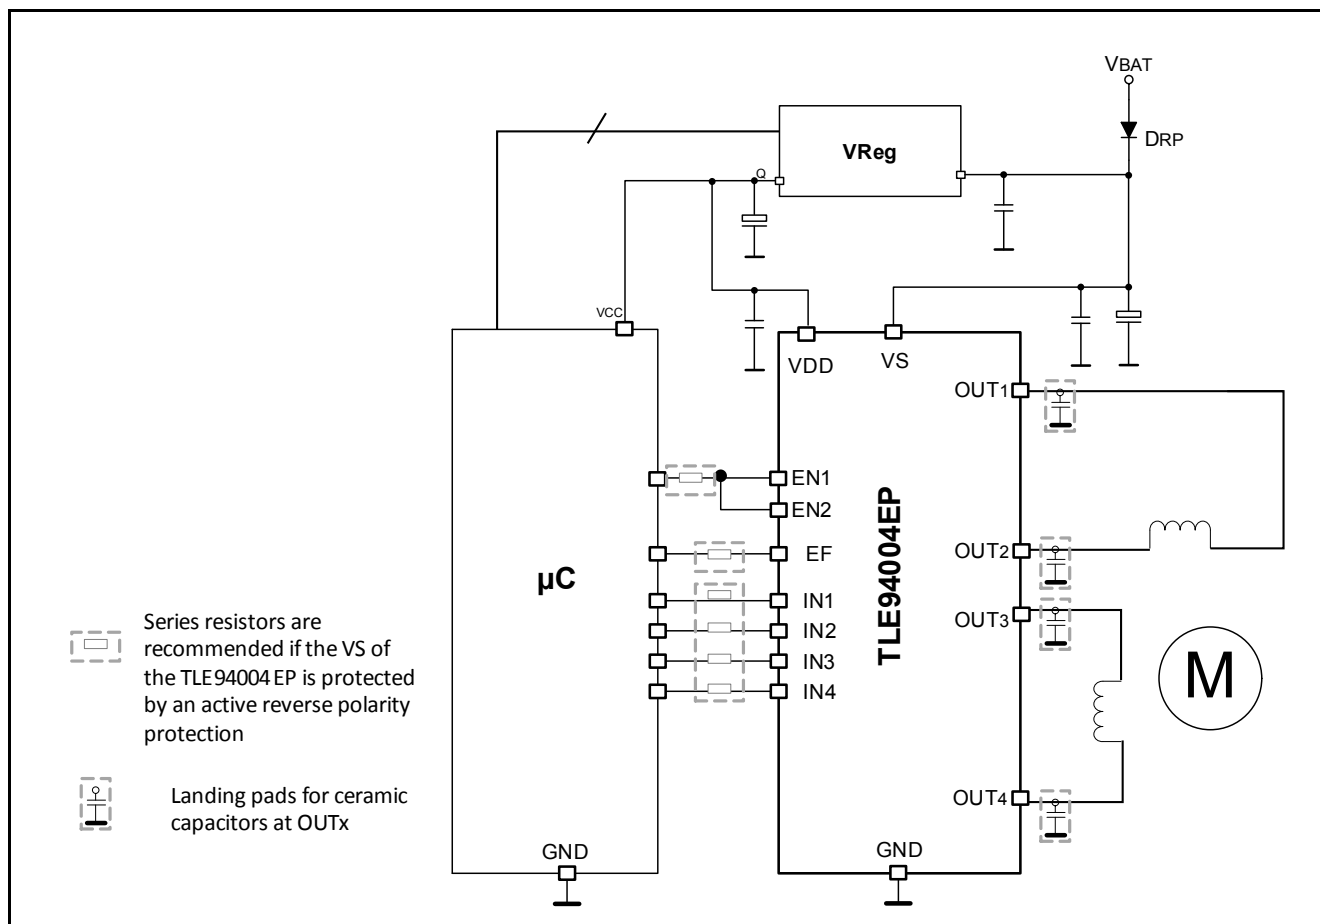 VBAT
DRP
VReg
Q
VCC
VDD
VS
OUT1
EN1
EN2
EF
IN1
IN2
IN3
IN4
µC
TLE94004EP
OUT2
OUT3
OUT4
M
GND
GND
Series resistors are
recommended if the VS of
the TLE94004EP is protected
by an active reverse polarity
protection
Landing pads for ceramic
capacitors at OUTx